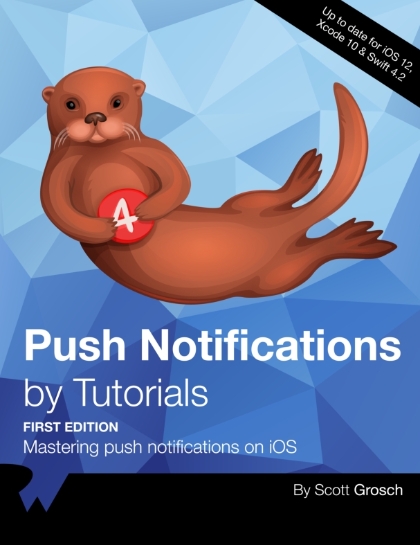 Up to date for iOS 12,
Xcode 10 & Swift 4.2
4
Push Notifications
by Tutorials
FIRST EDITION
Mastering push notifications on iOS
By Scott Grosch